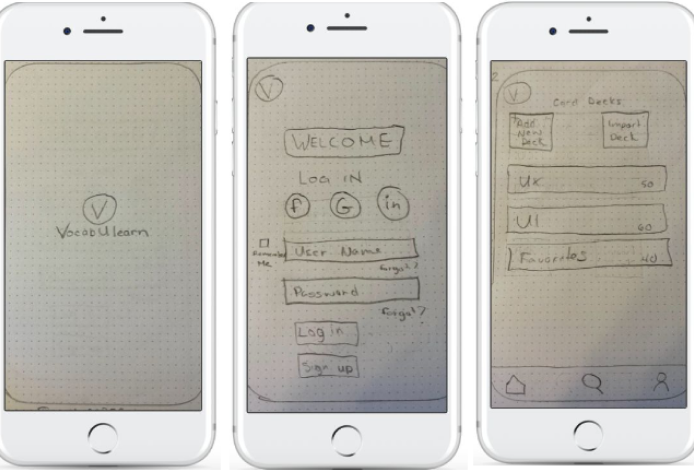 V
VocabUlearn
V
WELCOME
LOG IN
f G in
Remember
Me
User Name
forgot?
Password
forgot?
Log in
Sign up
2
V
Card Decks
+Add
New
Deck
Import
Deck
UX 50
UI 60
Favorites 40